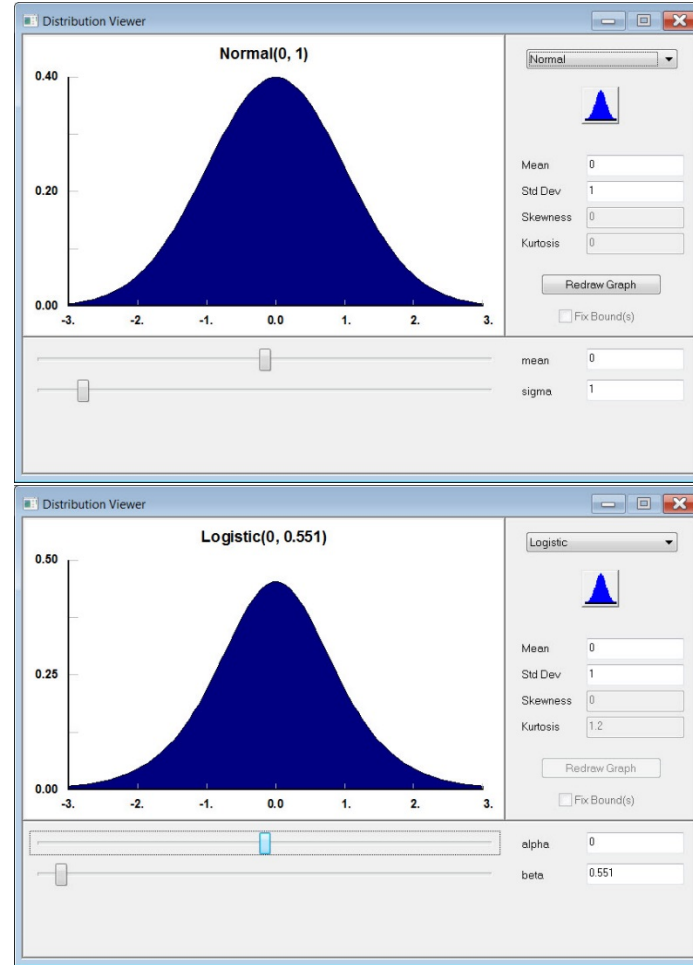 Distribution Viewer
Normal(0, 1)
0.40
0.20
0.00
-3. -2. -1. 0.0 1. 2. 3.
Normal
Mean 0
Std Dev 1
Skewness 0
Kurtosis 0
Redraw Graph
Fix Bound(s)
mean 0
sigma 1
Distribution Viewer
Logistic(0, 0.551)
0.50
0.25
0.00
-3. -2. -1. 0.0 1. 2. 3.
Logistic
Mean 0
Std Dev 1
Skewness 0
Kurtosis 1.2
Redraw Graph
Fix Bound(s)
alpha 0
beta 0.551